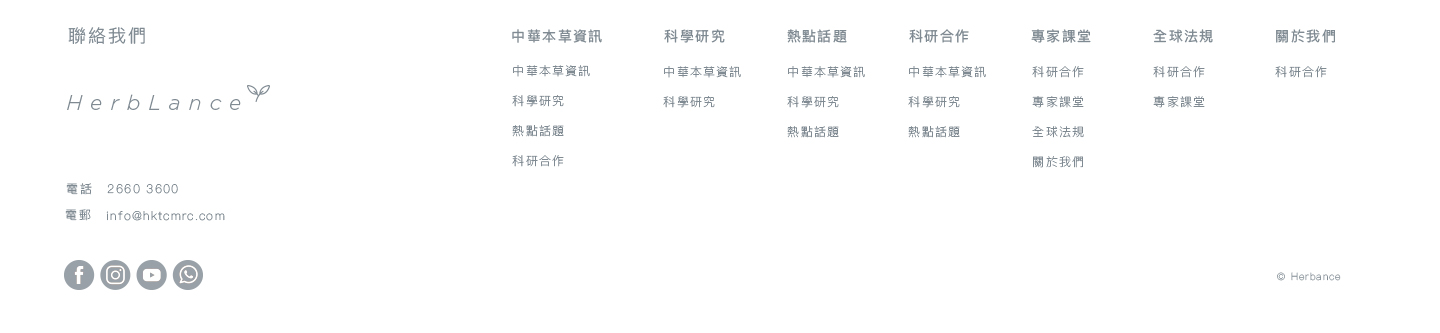 聯絡我們
HerbLance
電話 2660 3600
電郵 info@hktcmrc.com
中華本草資訊
中華本草資訊
科學研究
熱點話題
科研合作
科學研究
中華本草資訊
科學研究
熱點話題
中華本草資訊
科學研究
熱點話題
科研合作
中華本草資訊
科學研究
熱點話題
專家課堂
科研合作
專家課堂
全球法規
關於我們
全球法規
科研合作
專家課堂
關於我們
科研合作
© Herbance